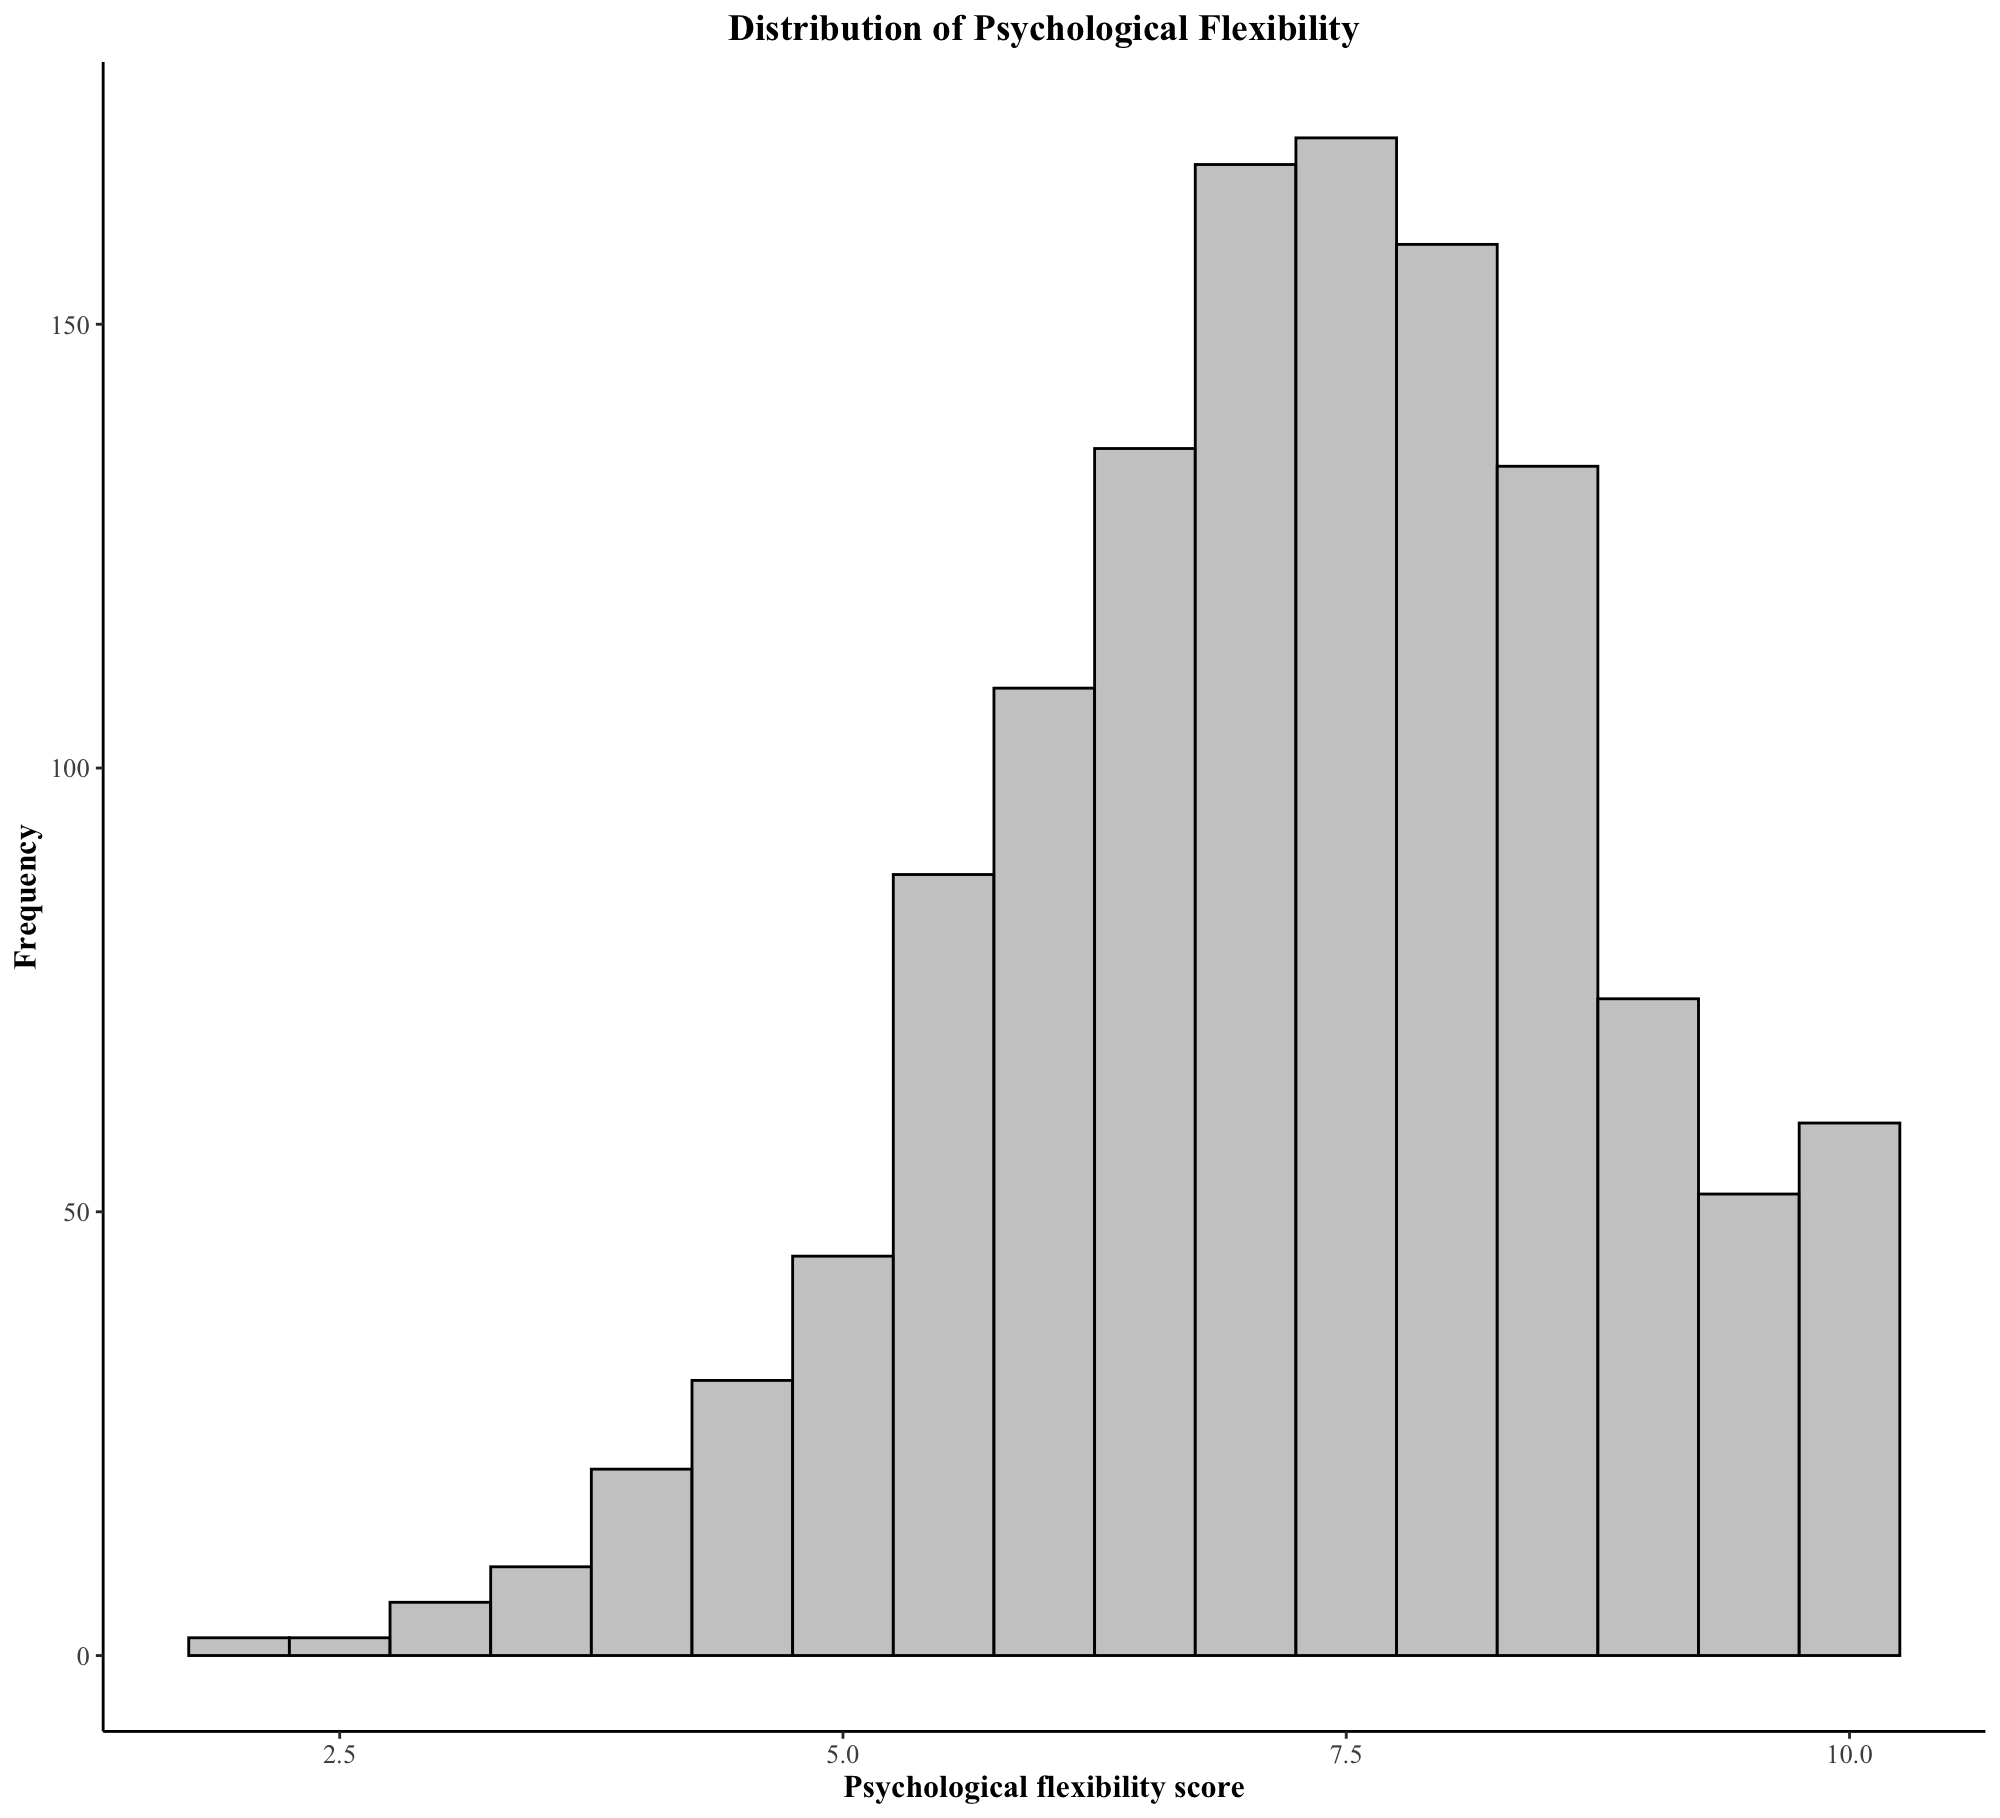 Distribution of Psychological Flexibility
Frequency
150
100
50
0
2.5 5.0 7.5 10.0
Psychological flexibility score